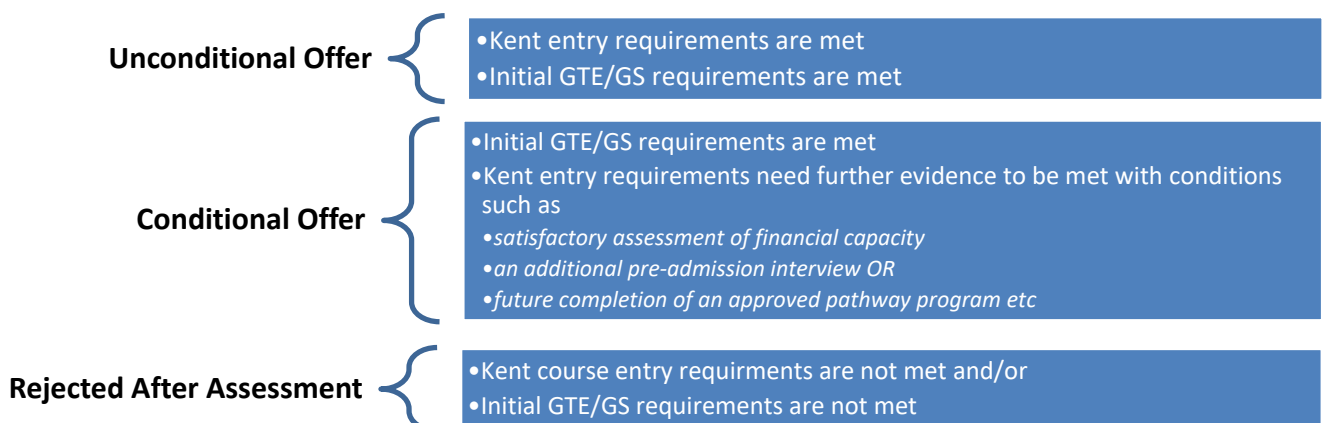 Unconditional Offer
•Kent entry requirements are met
•Initial GTE/GS requirements are met
Conditional Offer
•Initial GTE/GS requirements are met
•Kent entry requirements need further evidence to be met with conditions
such as
•satisfactory assessment of financial capacity
•an additional pre-admission interview OR
•future completion of an approved pathway program etc
Rejected After Assessment
•Kent course entry requirments are not met and/or
•Initial GTE/GS requirements are not met